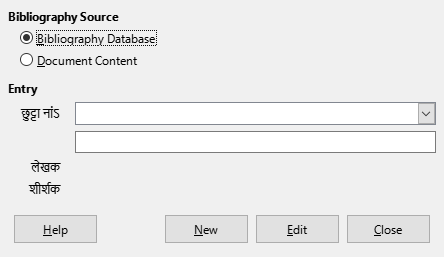 Bibliography Source
Bibliography Database
Document Content
Entry
छुट्टा नांऽ
लेखक
शीर्शक
Help New Edit Close